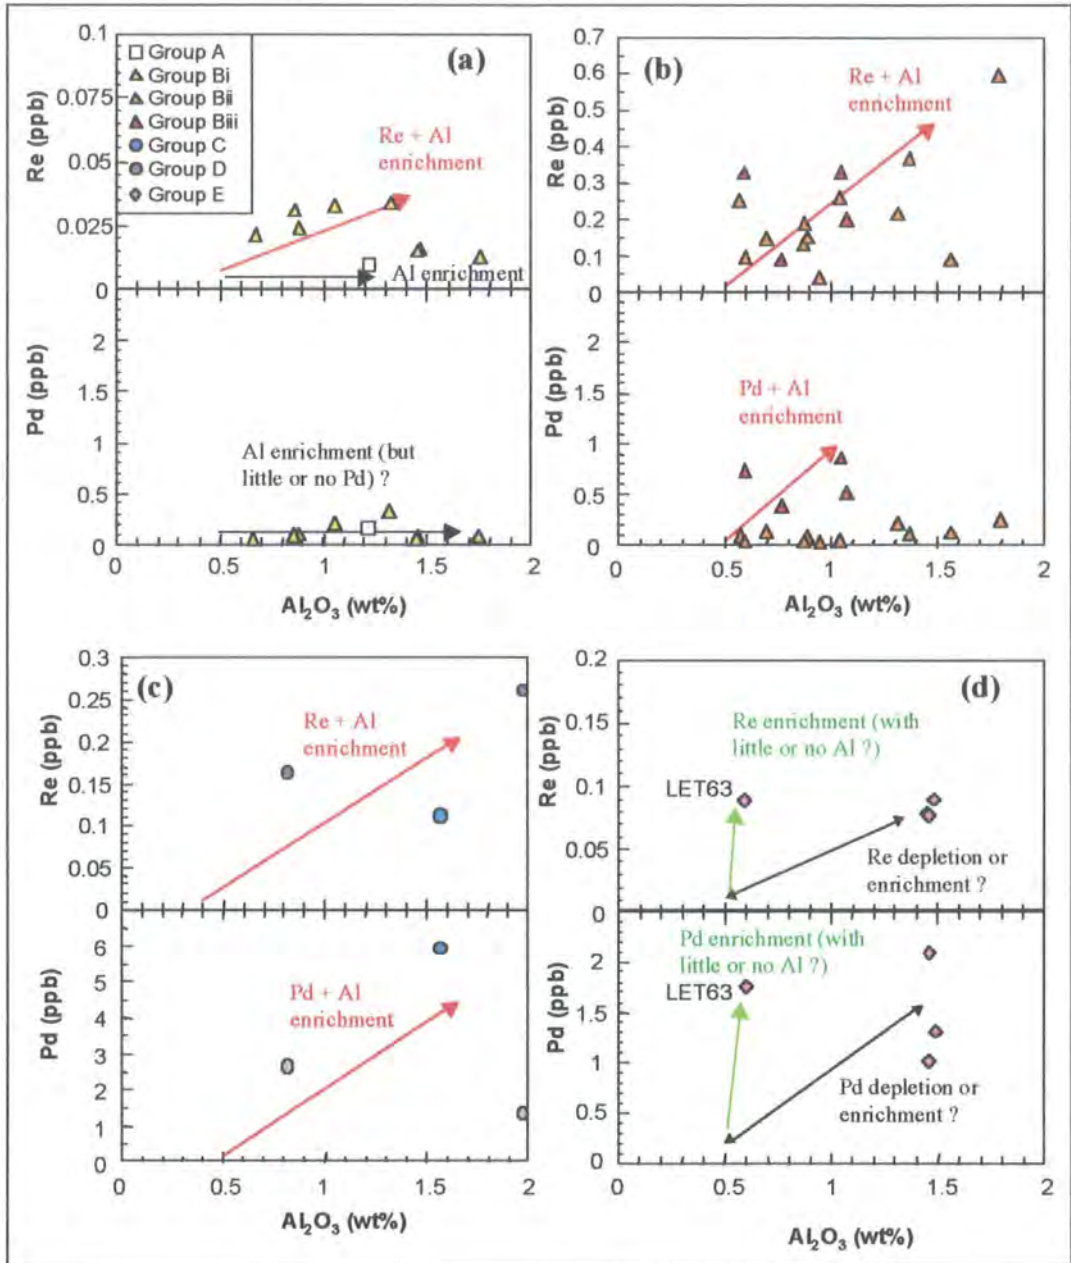 0.1
0.075
0.05
0.025
0
Re (ppb)
Group A
Group Bi
Group Bii
Group Biii
Group C
Group D
Group E
(a)
Re + Al
enrichment
Al enrichment
2
1.5
1
0.5
0
Pd (ppb)
Al enrichment (but
little or no Pd) ?
0 0.5 1 1.5 2
Al₂O₃ (wt%)
0.7
0.6
0.5
0.4
0.3
0.2
0.1
0
Re (ppb)
(b)
Re + Al
enrichment
2
1.5
1
0.5
0
Pd (ppb)
Pd + Al
enrichment
0 0.5 1 1.5 2
Al₂O₃ (wt%)
0.3
0.25
0.2
0.15
0.1
0.05
0
Re (ppb)
(c)
Re + Al
enrichment
6
5
4
3
2
1
0
Pd (ppb)
Pd + Al
enrichment
0 0.5 1 1.5 2
Al₂O₃ (wt%)
0.2
0.15
0.1
0.05
0
Re (ppb)
(d)
Re enrichment (with
little or no Al ?)
LET63
Re depletion or
enrichment ?
2
1.5
1
0.5
0
Pd (ppb)
Pd enrichment (with
little or no Al ?)
LET63
Pd depletion or
enrichment ?
0 0.5 1 1.5 2
Al₂O₃ (wt%)